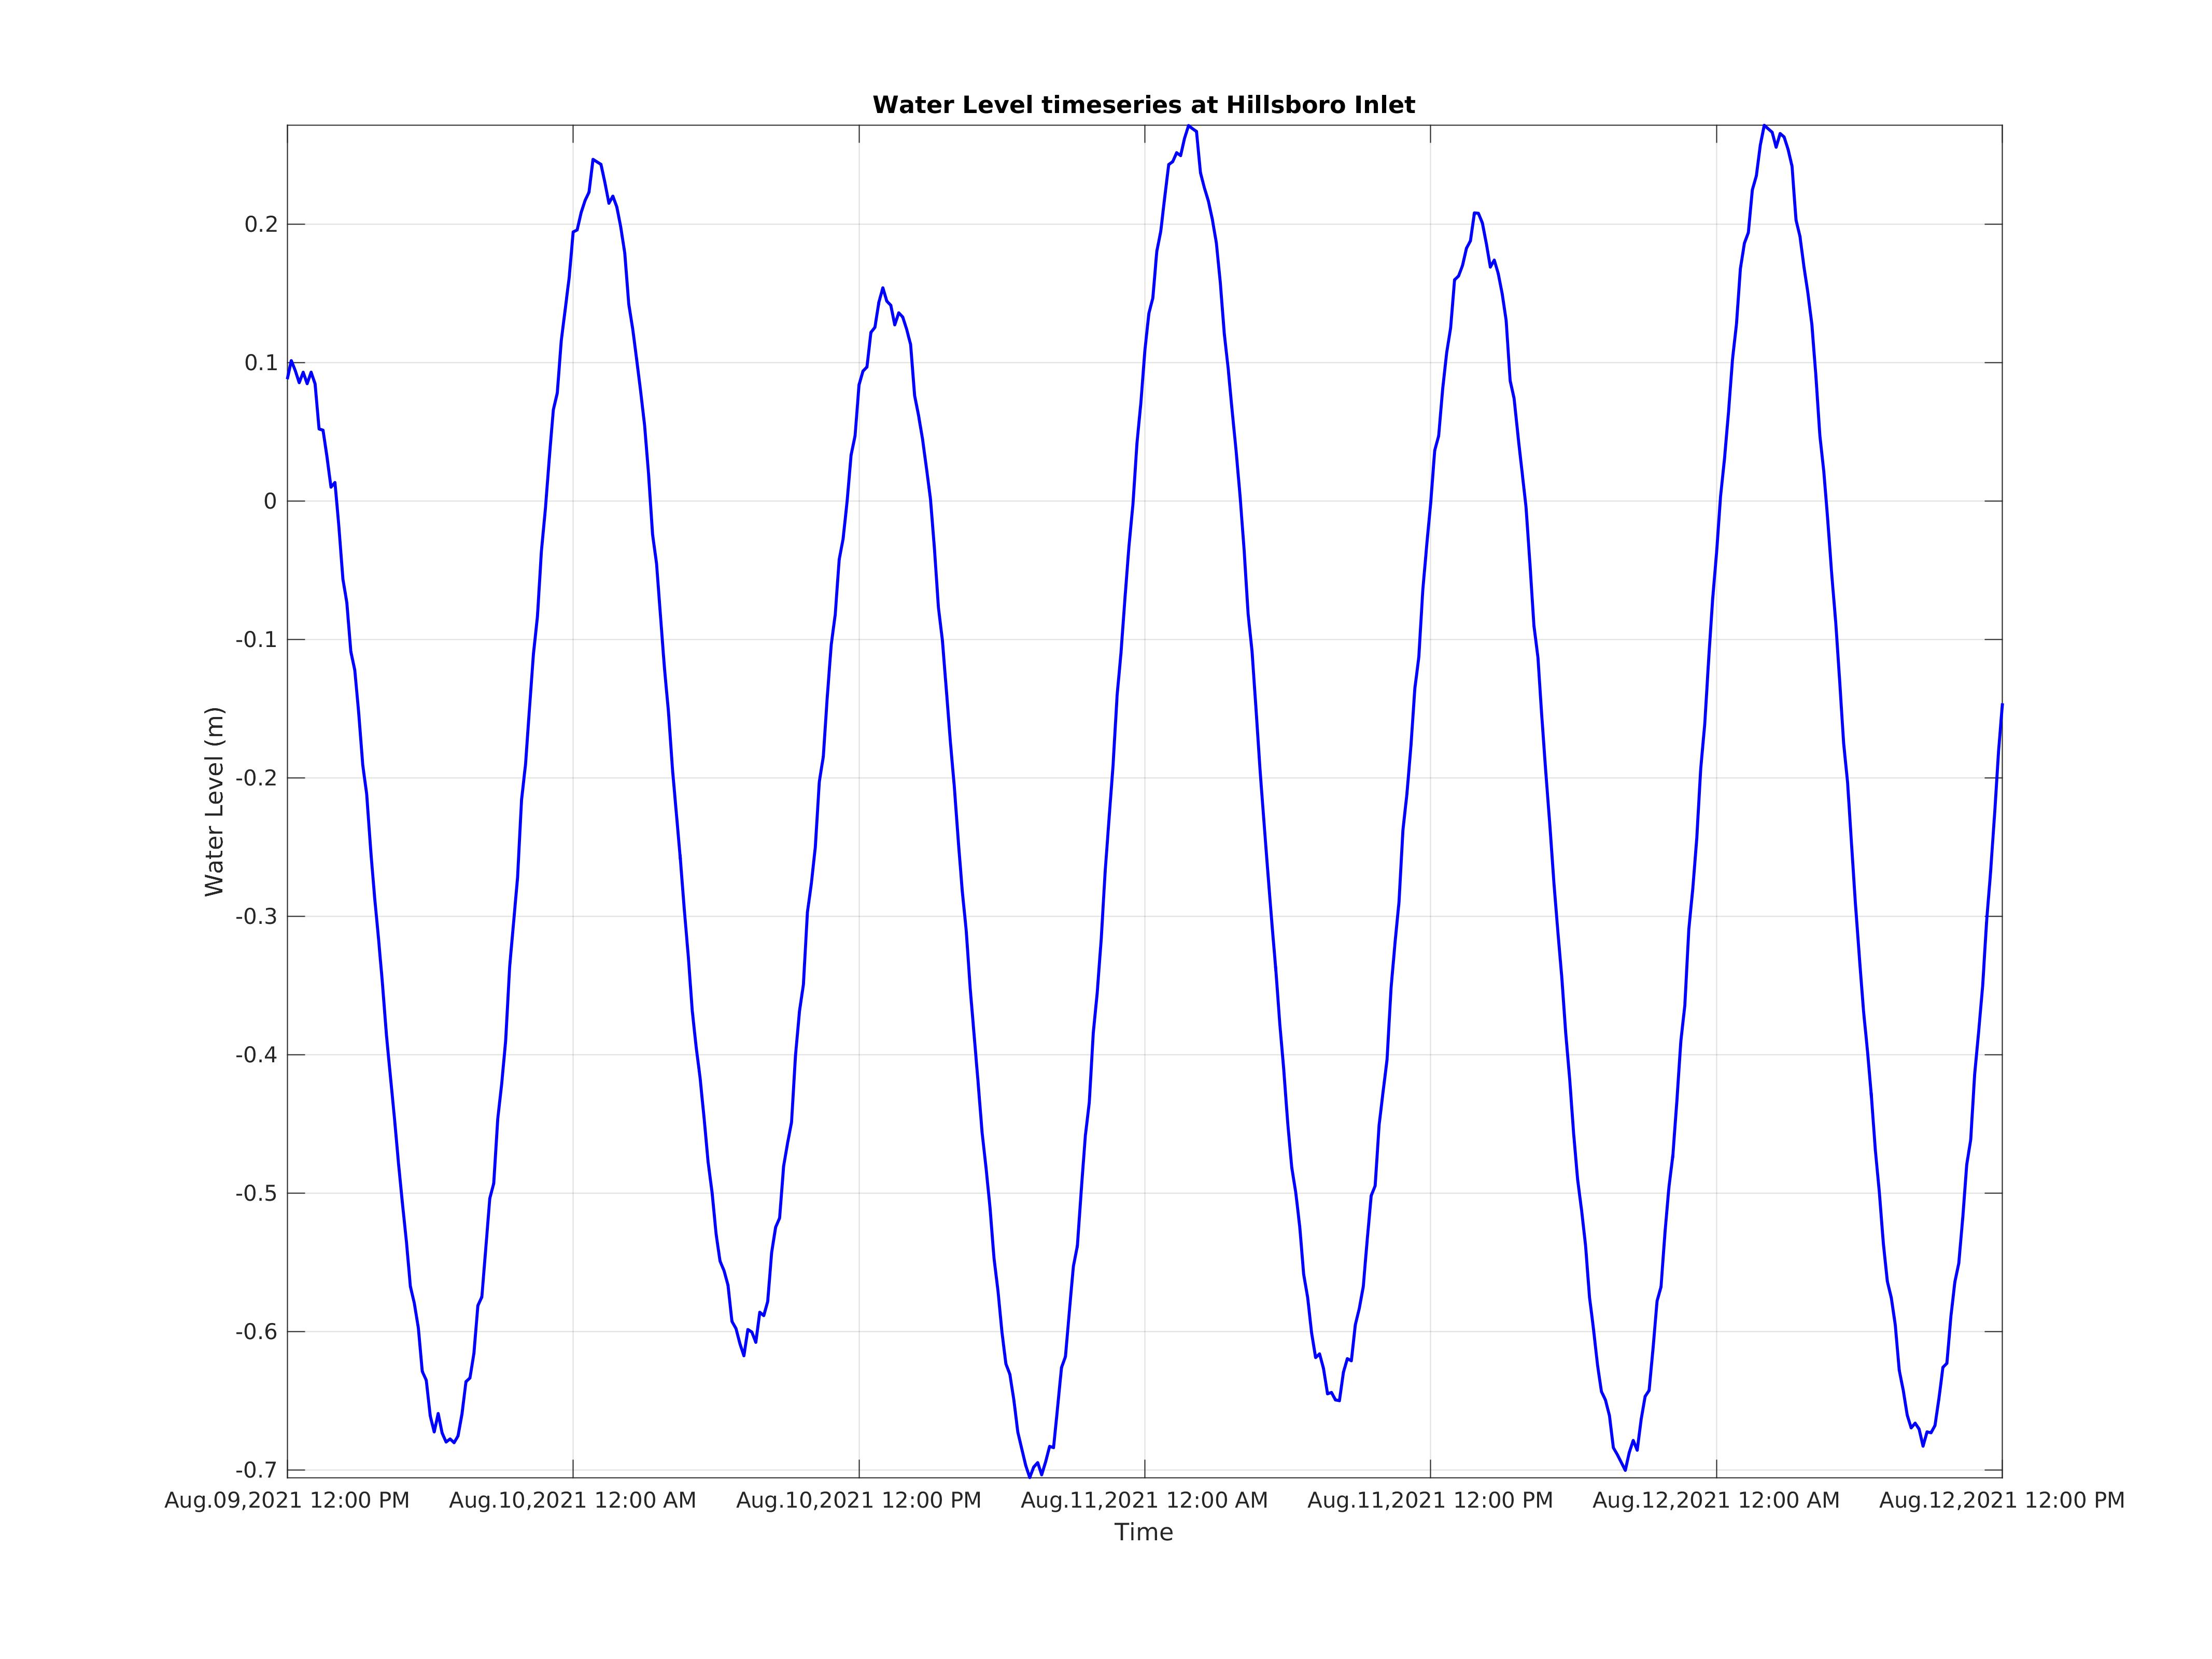 Water Level timeseries at Hillsboro Inlet
0.2
0.1
0
-0.1
-0.2
-0.3
-0.4
-0.5
-0.6
-0.7
Water Level (m)
Aug.09,2021 12:00 PM Aug.10,2021 12:00 AM Aug.10,2021 12:00 PM Aug.11,2021 12:00 AM Aug.11,2021 12:00 PM Aug.12,2021 12:00 AM Aug.12,2021 12:00 PM
Time